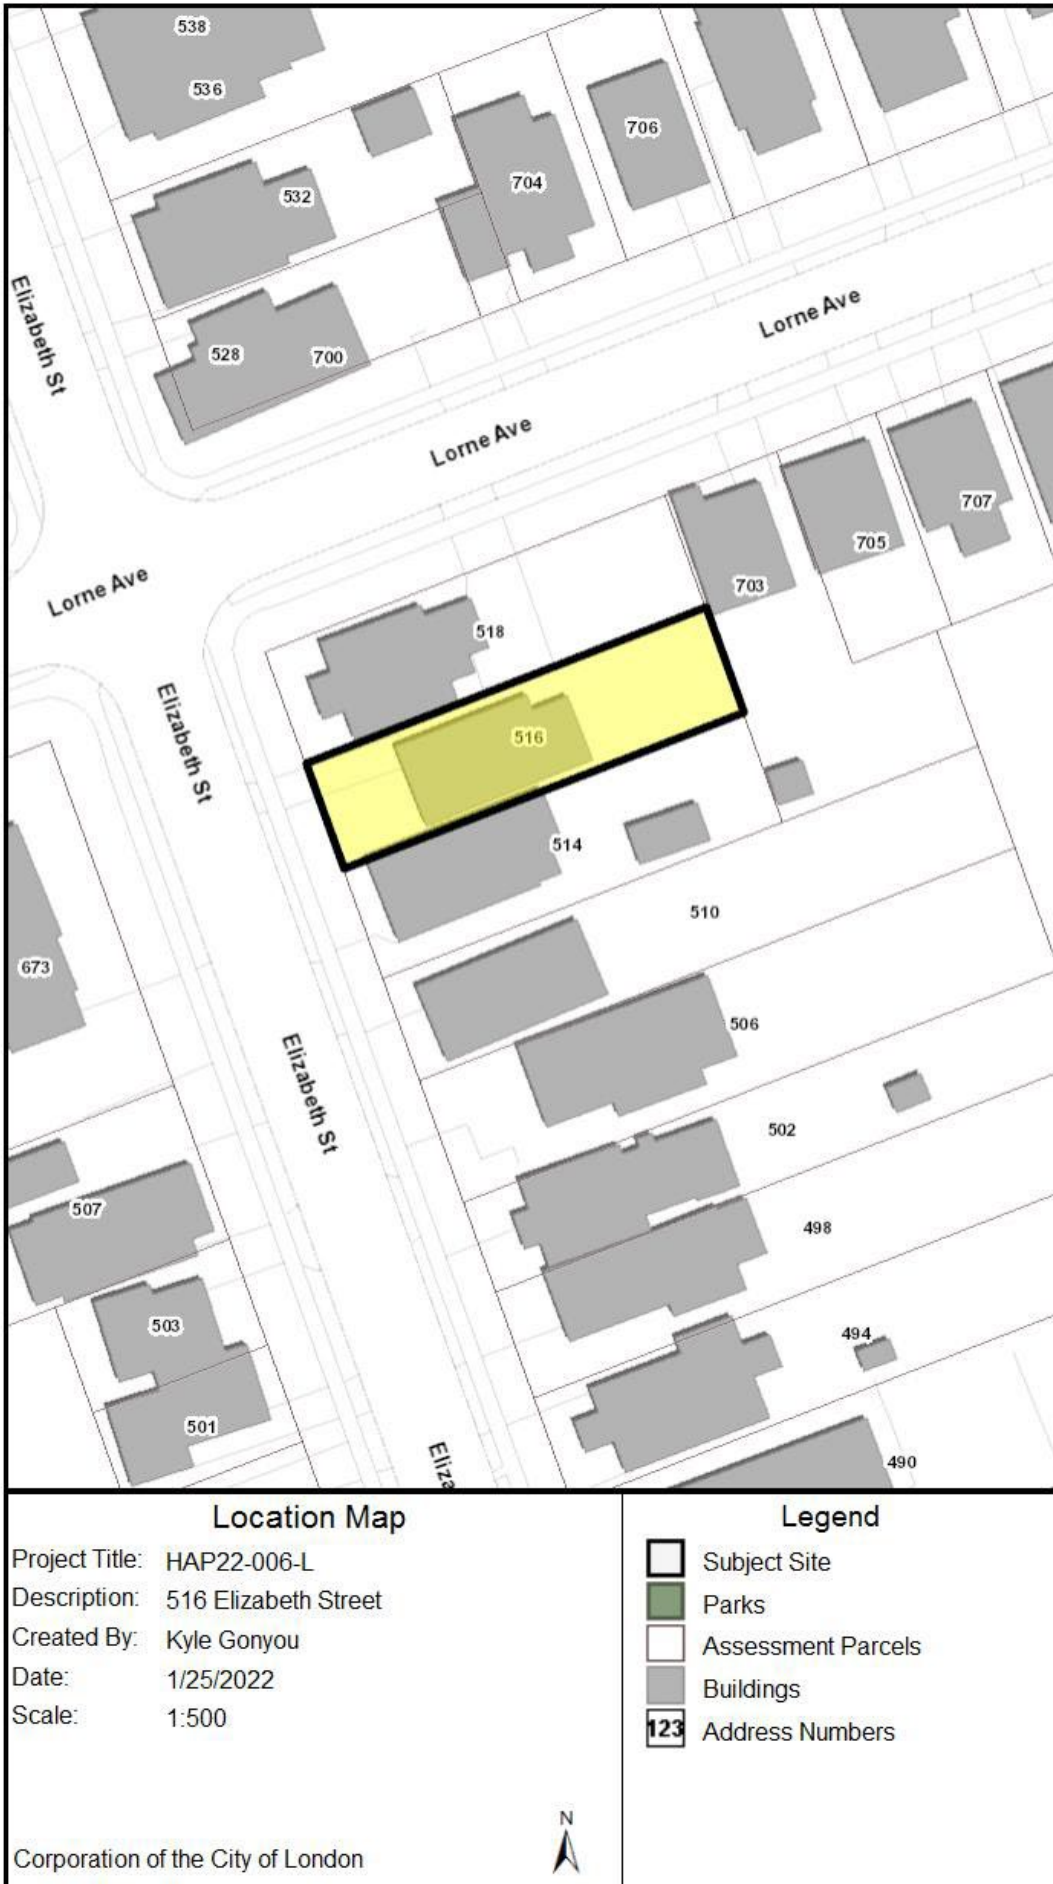 538
536
532
704
706
Elizabeth St
528
700
Lorne Ave
Lorne Ave
707
705
703
Lorne Ave
518
Elizabeth St
516
514
510
673
506
Elizabeth St
502
507
498
503
494
501
Eliza
490
Location Map
Project Title: HAP22-006-L
Description: 516 Elizabeth Street
Created By: Kyle Gonyou
Date: 1/25/2022
Scale: 1:500
N
Corporation of the City of London
Legend
Subject Site
Parks
Assessment Parcels
Buildings
123 Address Numbers